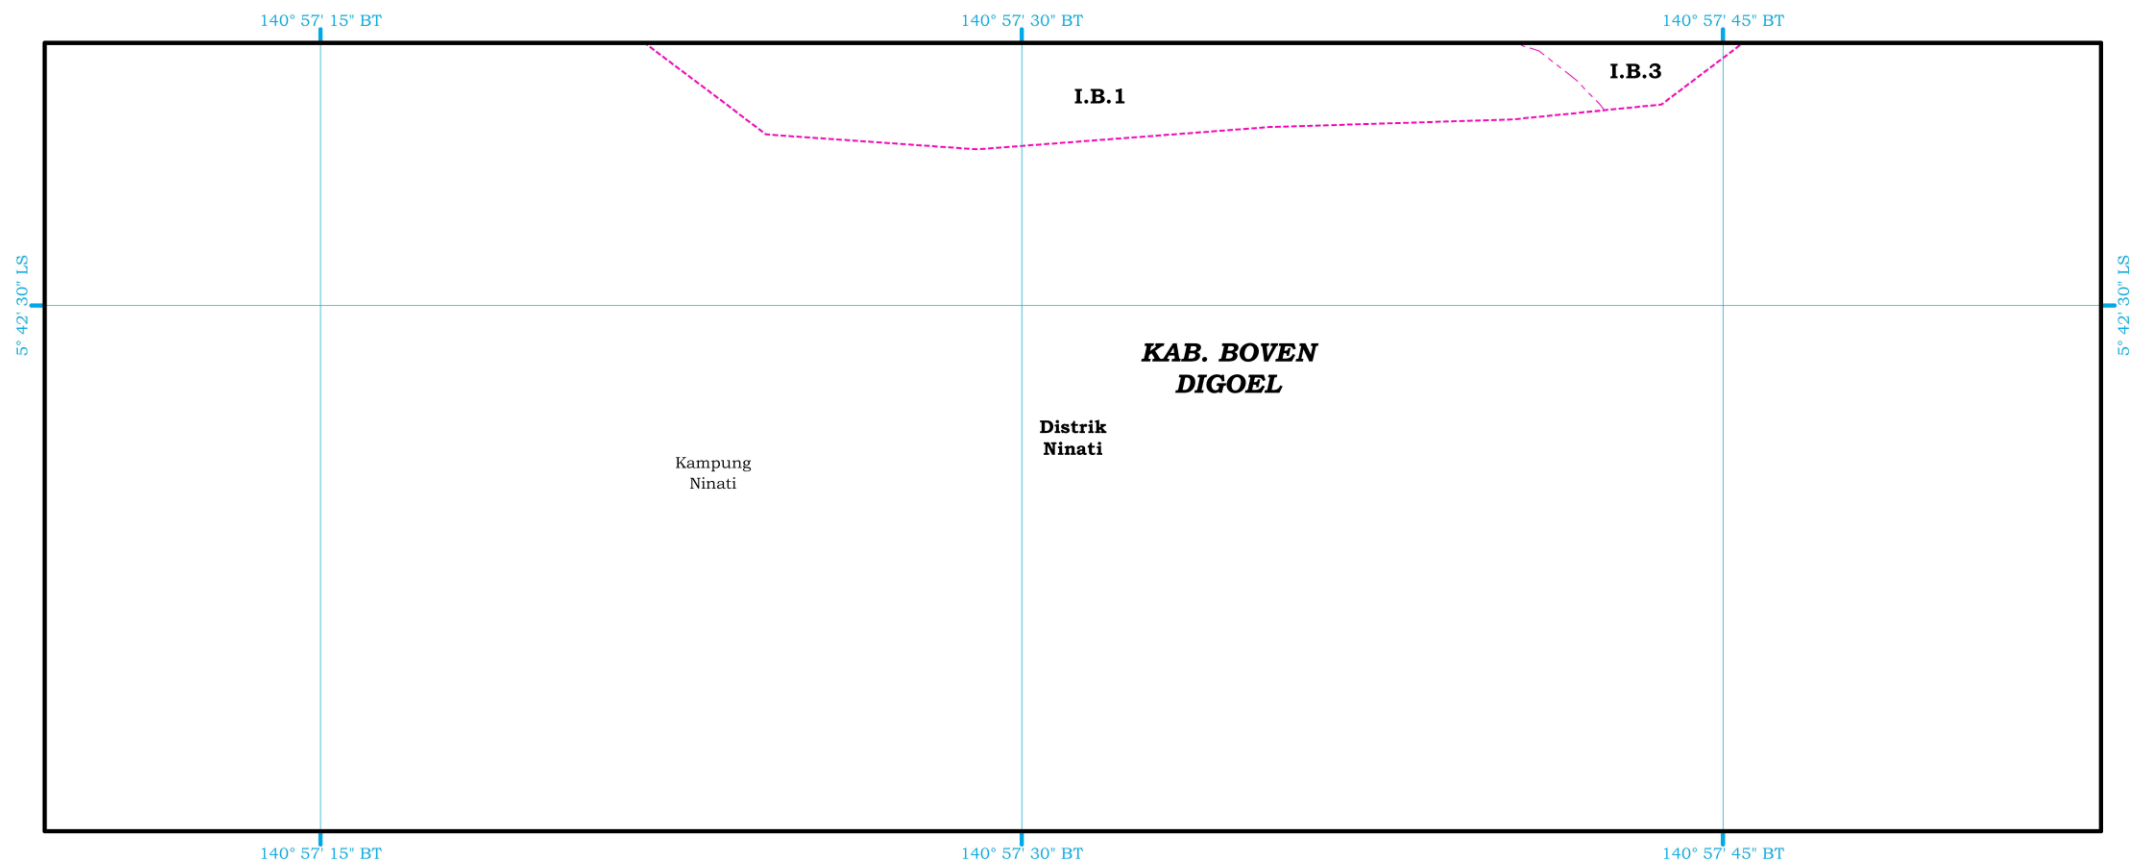 140° 57' 15" BT
140° 57' 30" BT
140° 57' 45" BT
I.B.3
I.B.1
5° 42' 30" LS
5° 42' 30" LS
KAB. BOVEN
DIGOEL
Distrik
Ninati
Kampung
Ninati
140° 57' 15" BT
140° 57' 30" BT
140° 57' 45" BT